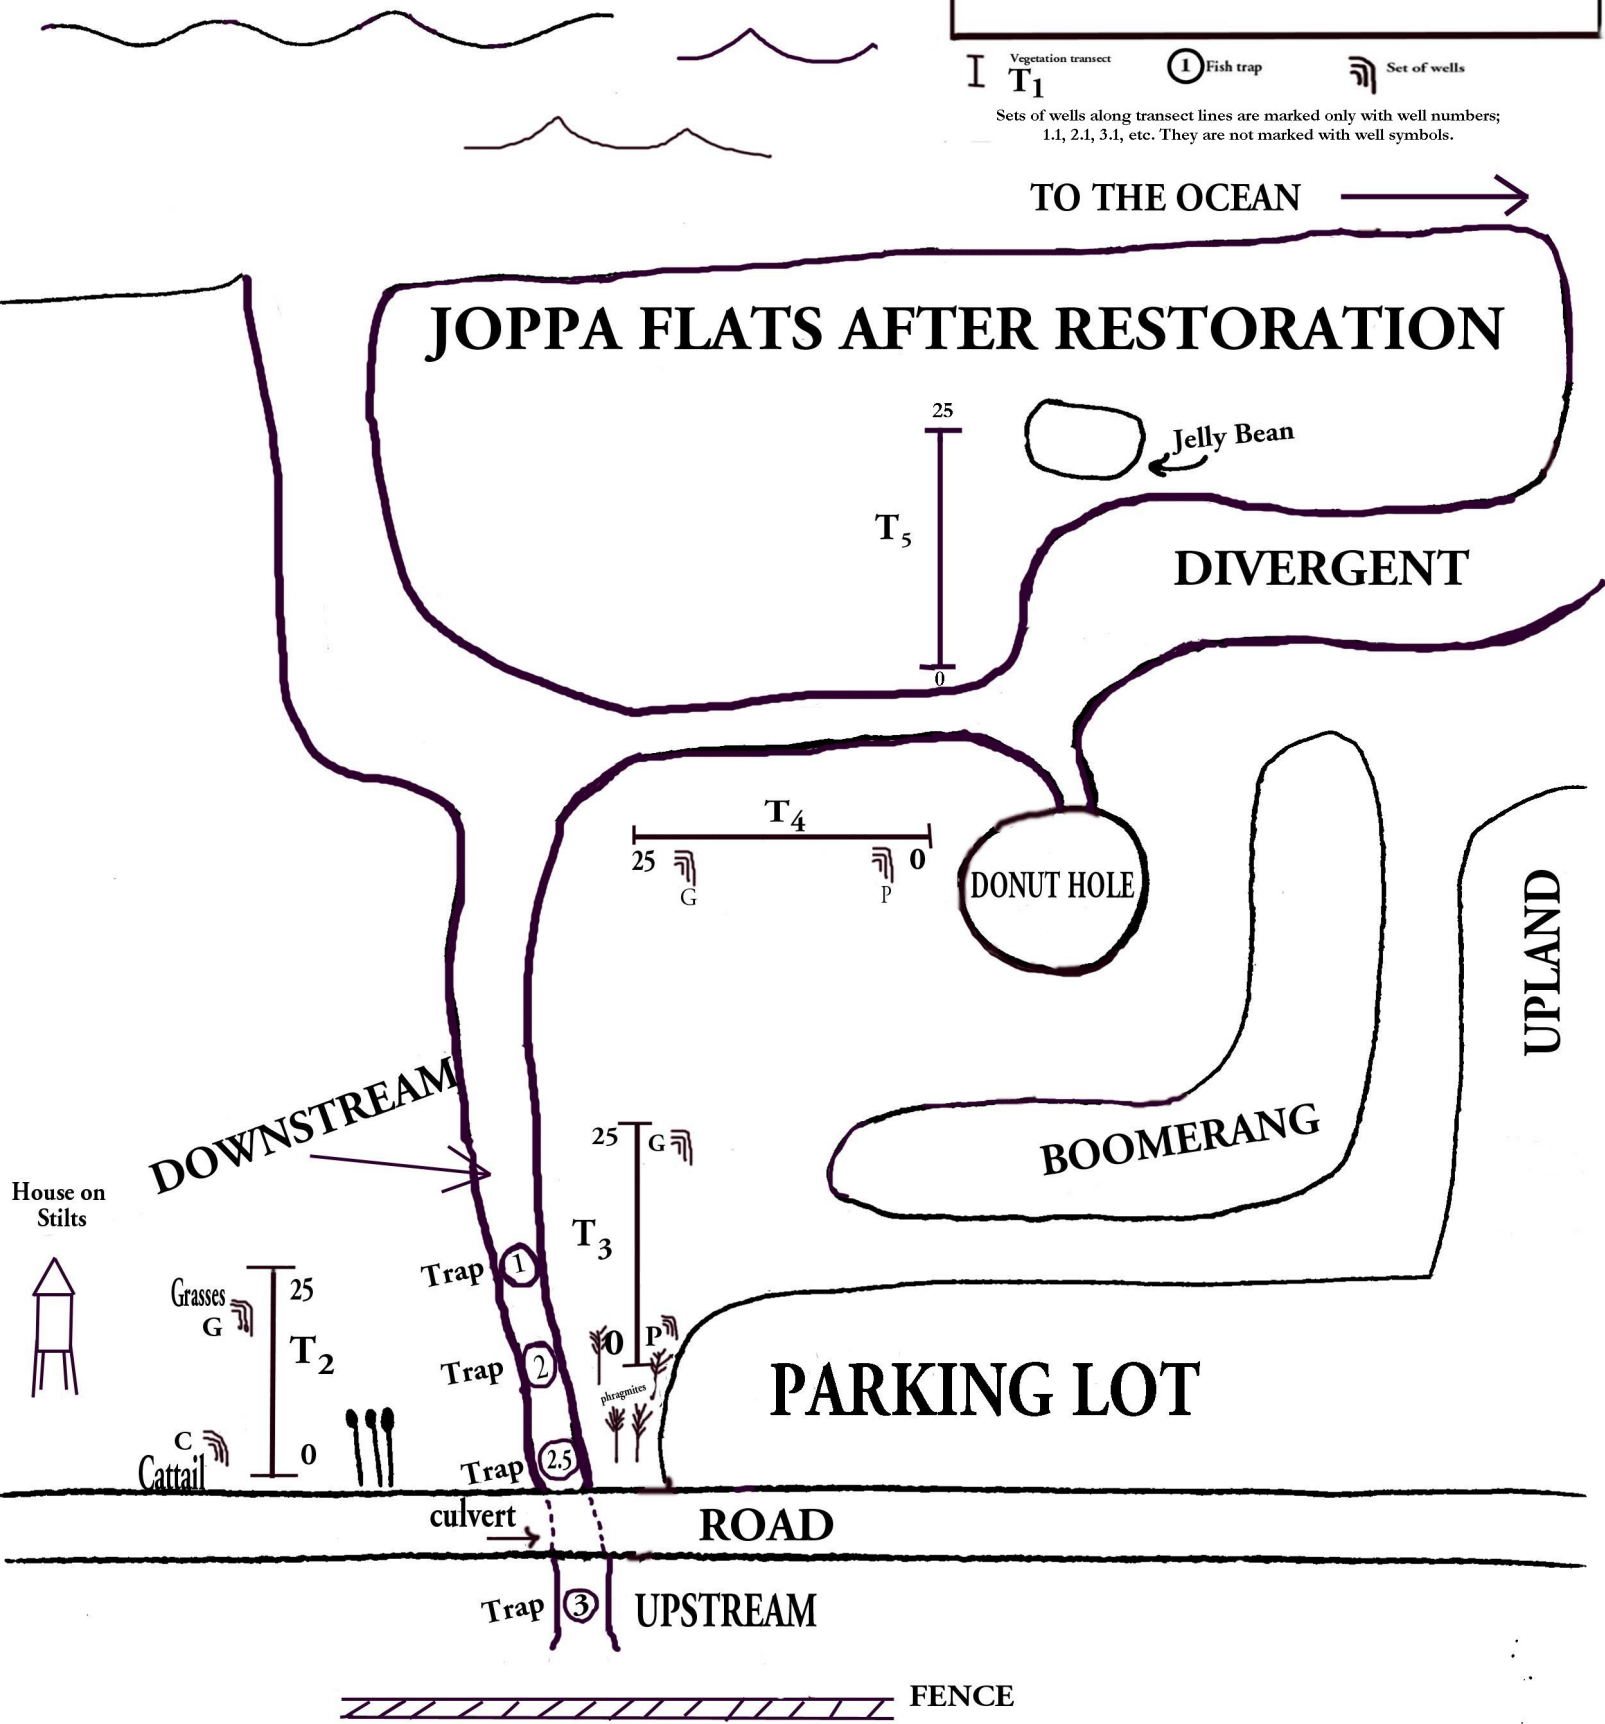 Vegetation transect
T1
1 Fish trap
Set of wells
Sets of wells along transect lines are marked only with well numbers;
1.1, 2.1, 3.1, etc. They are not marked with well symbols.
TO THE OCEAN
JOPPA FLATS AFTER RESTORATION
25
Jelly Bean
T5
DIVERGENT
0
T4
25
0
G
P
DONUT HOLE
UPLAND
DOWNSTREAM
BOOMERANG
25
G
T3
House on
Stilts
Trap 1
Grasses
G
25
T2
0
P
Trap 2
phragmites
PARKING LOT
C
Cattail
0
Trap 2.5
culvert
ROAD
Trap 3
UPSTREAM
FENCE